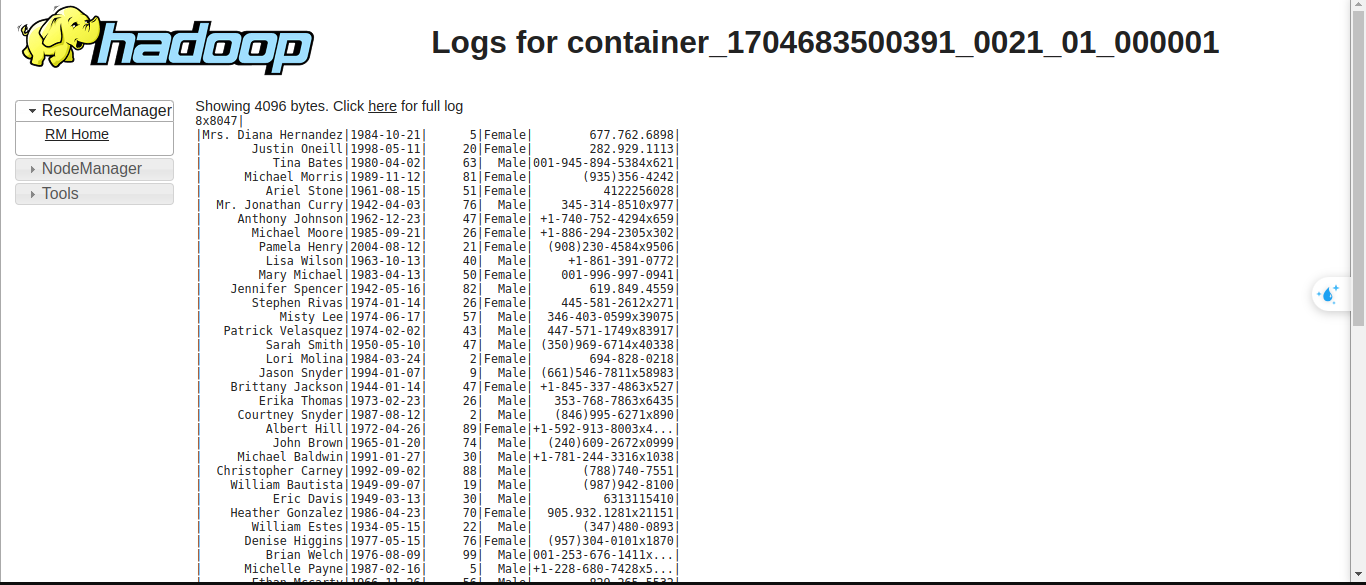 hadoop
Logs for container_1704683500391_0021_01_000001
ResourceManager
RM Home
NodeManager
Tools
Showing 4096 bytes. Click here for full log
8x8047|
|Mrs. Diana Hernandez|1984-10-21|      5|Female|        677.762.6898|
|       Justin Oneill|1998-05-11|     20|Female|        282.929.1113|
|          Tina Bates|1980-04-02|     63|  Male|001-945-894-5384x621|
|      Michael Morris|1989-11-12|     81|Female|       (935)356-4242|
|         Ariel Stone|1961-08-15|     51|Female|          4122256028|
|  Mr. Jonathan Curry|1942-04-03|     76|  Male|    345-314-8510x977|
|     Anthony Johnson|1962-12-23|     47|Female| +1-740-752-4294x659|
|       Michael Moore|1985-09-21|     26|Female| +1-886-294-2305x302|
|        Pamela Henry|2004-08-12|     21|Female|  (908)230-4584x9506|
|         Lisa Wilson|1963-10-13|     40|  Male|     +1-861-391-0772|
|        Mary Michael|1983-04-13|     50|Female|    001-996-997-0941|
|    Jennifer Spencer|1942-05-16|     82|  Male|        619.849.4559|
|       Stephen Rivas|1974-01-14|     26|Female|    445-581-2612x271|
|           Misty Lee|1974-06-17|     57|  Male|  346-403-0599x39075|
|   Patrick Velasquez|1974-02-02|     43|  Male|  447-571-1749x83917|
|         Sarah Smith|1950-05-10|     47|  Male| (350)969-6714x40338|
|         Lori Molina|1984-03-24|      2|Female|        694-828-0218|
|        Jason Snyder|1994-01-07|      9|  Male| (661)546-7811x58983|
|    Brittany Jackson|1944-01-14|     47|Female| +1-845-337-4863x527|
|        Erika Thomas|1973-02-23|     26|  Male|   353-768-7863x6435|
|     Courtney Snyder|1987-08-12|      2|  Male|   (846)995-6271x890|
|         Albert Hill|1972-04-26|     89|Female|+1-592-913-8003x4...|
|          John Brown|1965-01-20|     74|  Male|  (240)609-2672x0999|
|     Michael Baldwin|1991-01-27|     30|  Male|+1-781-244-3316x1038|
|  Christopher Carney|1992-09-02|     88|  Male|       (788)740-7551|
|    William Bautista|1949-09-07|     19|  Male|       (987)942-8100|
|          Eric Davis|1949-03-13|     30|  Male|          6313115410|
|    Heather Gonzalez|1986-04-23|     70|Female|  905.932.1281x21151|
|       William Estes|1934-05-15|     22|  Male|       (347)480-0893|
|      Denise Higgins|1977-05-15|     76|Female|  (957)304-0101x1870|
|         Brian Welch|1976-08-09|     99|  Male|001-253-676-1411x...|
|      Michelle Payne|1987-02-16|      5|  Male|+1-228-680-7428x5...|
|       Ethan Mccarty|1966-11-26|     56|  Male|        829-265-5532|